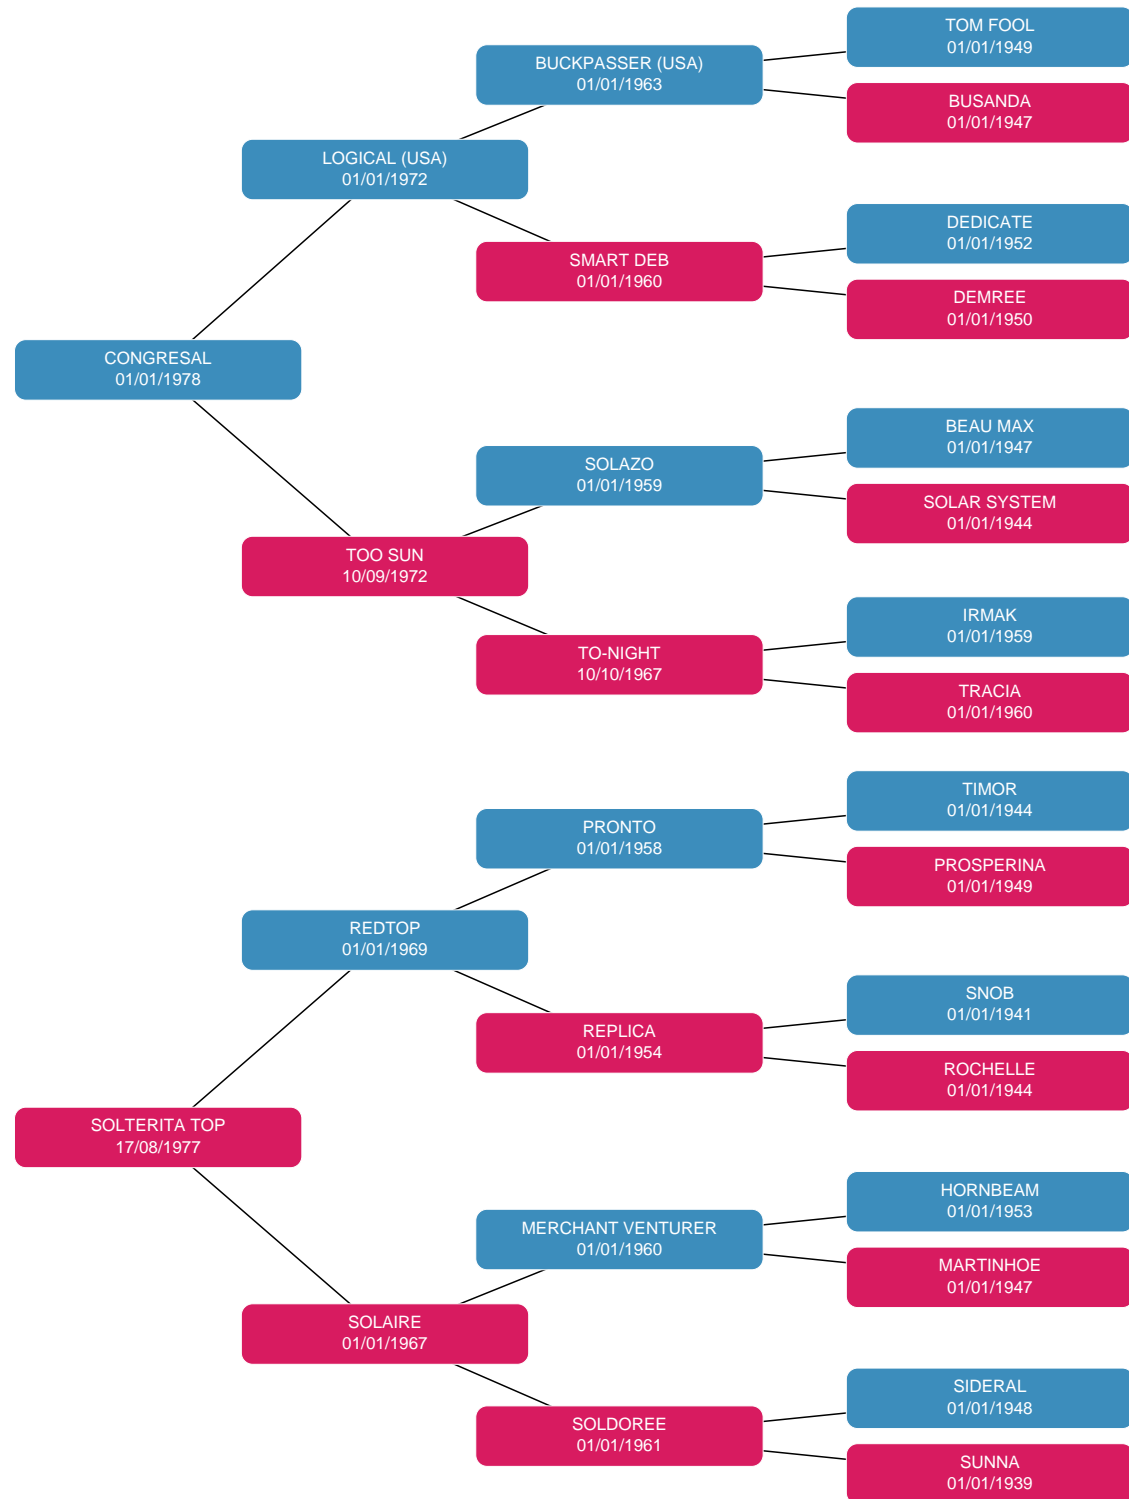 TOM FOOL
01/01/1949
BUCKPASSER (USA)
01/01/1963
BUSANDA
01/01/1947
LOGICAL (USA)
01/01/1972
DEDICATE
01/01/1952
SMART DEB
01/01/1960
DEMREE
01/01/1950
CONGRESAL
01/01/1978
BEAU MAX
01/01/1947
SOLAZO
01/01/1959
SOLAR SYSTEM
01/01/1944
TOO SUN
10/09/1972
IRMAK
01/01/1959
TO-NIGHT
10/10/1967
TRACIA
01/01/1960
TIMOR
01/01/1944
PRONTO
01/01/1958
PROSPERINA
01/01/1949
REDTOP
01/01/1969
SNOB
01/01/1941
REPLICA
01/01/1954
ROCHELLE
01/01/1944
SOLTERITA TOP
17/08/1977
HORNBEAM
01/01/1953
MERCHANT VENTURER
01/01/1960
MARTINHOE
01/01/1947
SOLAIRE
01/01/1967
SIDERAL
01/01/1948
SOLDOREE
01/01/1961
SUNNA
01/01/1939